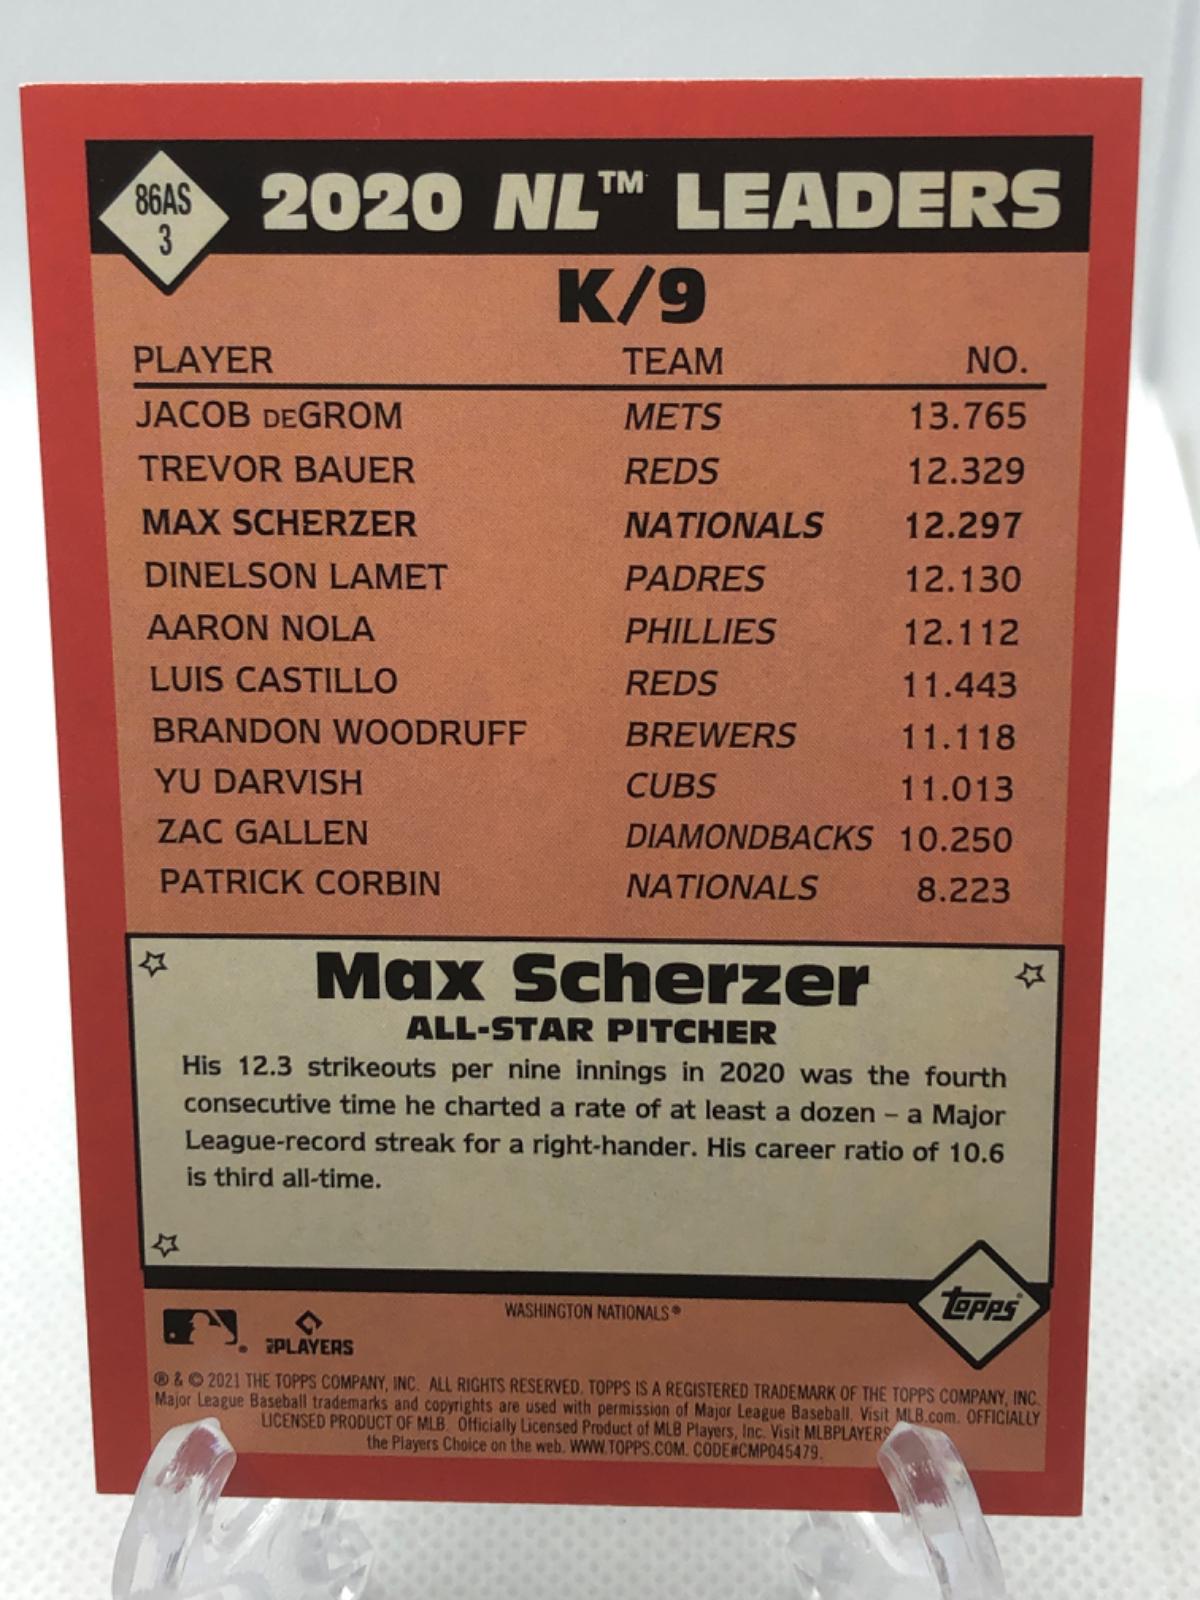 86AS
3
2020 NL™ LEADERS
K/9
PLAYER TEAM NO.
JACOB DEGROM METS 13.765
TREVOR BAUER REDS 12.329
MAX SCHERZER NATIONALS 12.297
DINELSON LAMET PADRES 12.130
AARON NOLA PHILLIES 12.112
LUIS CASTILLO REDS 11.443
BRANDON WOODRUFF BREWERS 11.118
YU DARVISH CUBS 11.013
ZAC GALLEN DIAMONDBACKS 10.250
PATRICK CORBIN NATIONALS 8.223
Max Scherzer
ALL-STAR PITCHER
His 12.3 strikeouts per nine innings in 2020 was the fourth
consecutive time he charted a rate of at least a dozen – a Major
League-record streak for a right-hander. His career ratio of 10.6
is third all-time.
Topps®
WASHINGTON NATIONALS®
PLAYERS
® & © 2021 THE TOPPS COMPANY, INC. ALL RIGHTS RESERVED. TOPPS IS A REGISTERED TRADEMARK OF THE TOPPS COMPANY, INC.
Major League Baseball trademarks and copyrights are used with permission of Major League Baseball. Visit MLB.com. OFFICIALLY
LICENSED PRODUCT OF MLB. Officially Licensed Product of MLB Players, Inc. Visit MLBPLAYERS
the Players Choice on the web. WWW.TOPPS.COM. CODE#CMP045479.